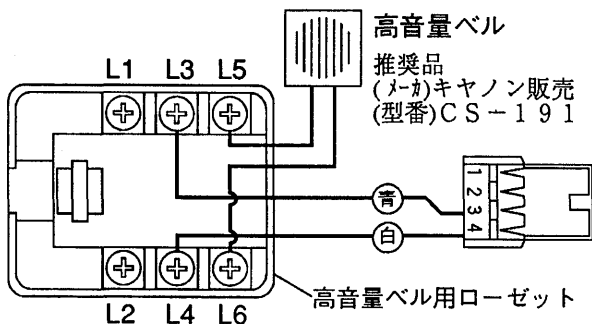 高音量ベル
推奨品
(メーカ)キヤノン販売
(型番)CS-191
L1 L3 L5
1
2
3
4
青
白
L2 L4 L6
高音量ベル用ローゼット